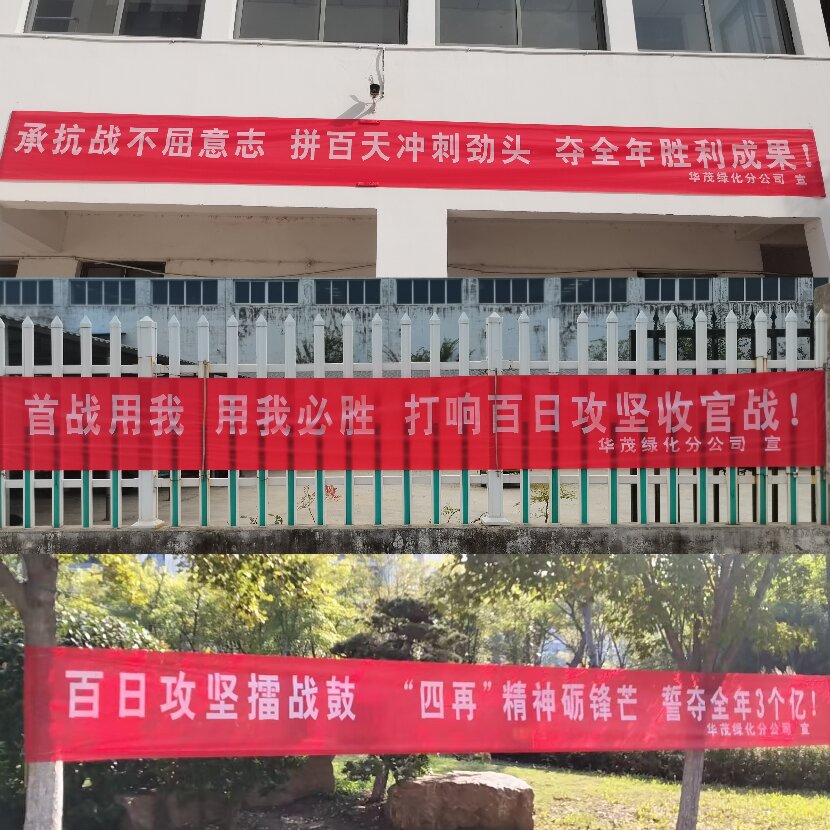 承抗战不屈意志 拼百天冲刺劲头 夺全年胜利成果！
华茂绿化分公司 宣
首战用我 用我必胜 打响百日攻坚收官战！
华茂绿化分公司 宣
百日攻坚擂战鼓 “四再”精神砺锋芒 誓夺全年3个亿！
华茂绿化分公司 宣